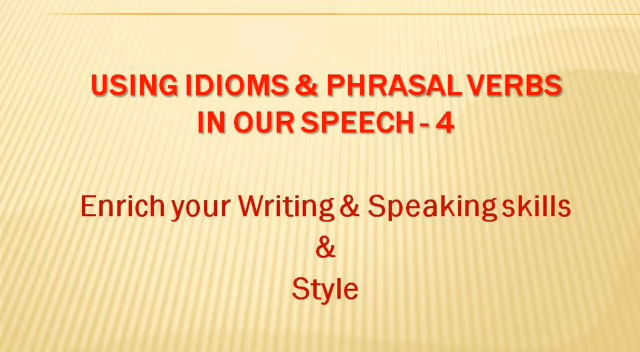 USING IDIOMS & PHRASAL VERBS
IN OUR SPEECH - 4
Enrich your Writing & Speaking skills
&
Style